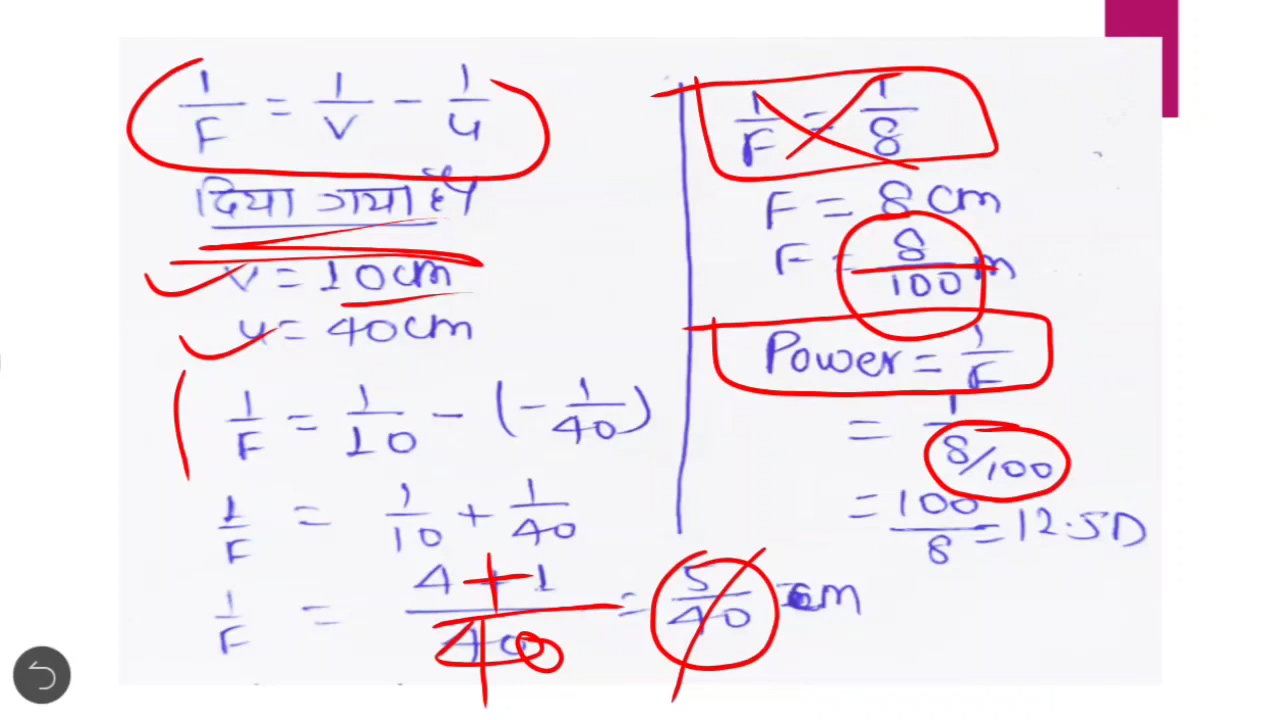 1/F = 1/V - 1/u
दिया गया है
v = 10cm
u = 40cm
1/F = 1/10 - (- 1/40)
1/F = 1/10 + 1/40
1/F = 4+1/40 = 5/40 cm
1/F = 1/8
F = 8cm
F = 8/100 m
Power = 1/F
= 1/8/100
= 100/8 = 12.5D